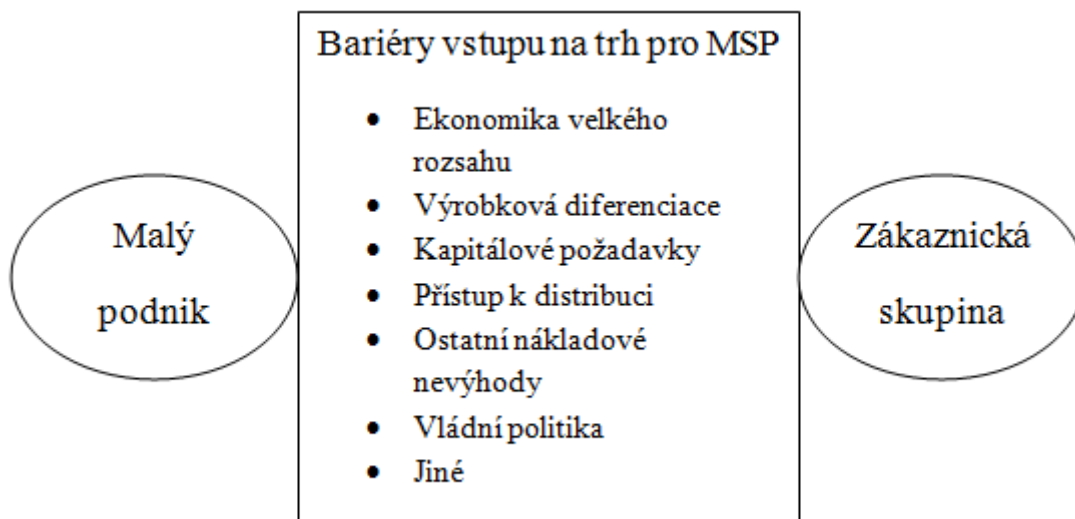 Bariéry vstupu na trh pro MSP
Malý
podnik
• Ekonomika velkého
rozsahu
• Výrobková diferenciace
• Kapitálové požadavky
• Přístup k distribuci
• Ostatní nákladové
nevýhody
• Vládní politika
• Jiné
Zákaznická
skupina